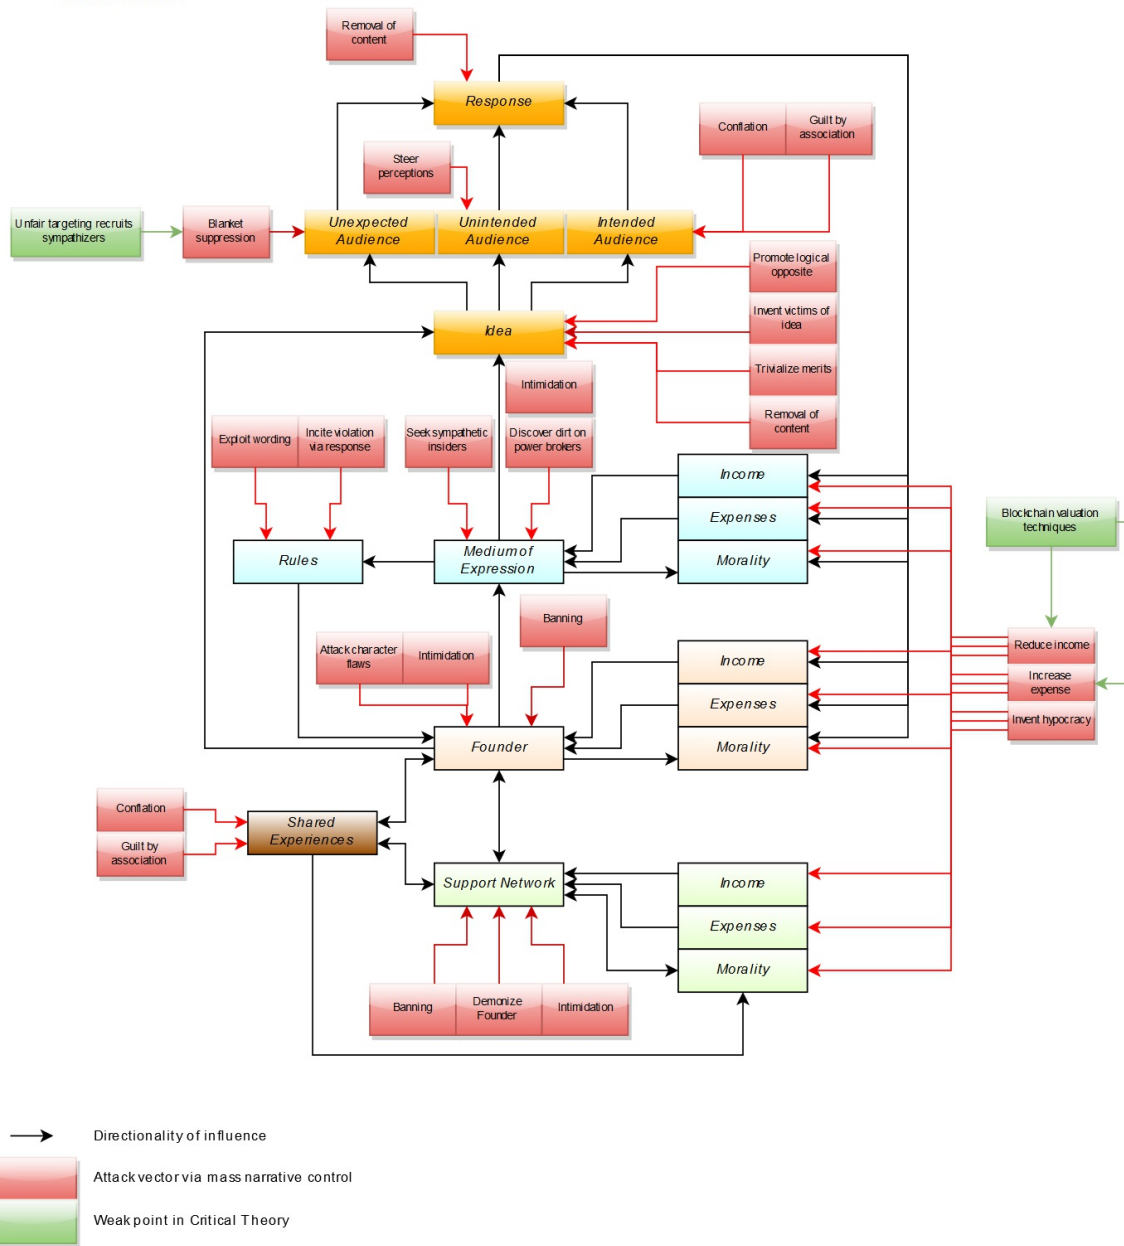 Removal of
content
Response
Conflation
Guilt by
association
Steer
perceptions
Unfair targeting recruits
sympathizers
Blanket
suppression
Unexpected
Audience
Unintended
Audience
Intended
Audience
Promote logical
opposite
Idea
Invent victims of
idea
Trivialize merits
Removal of
content
Intimidation
Exploit wording
Incite violation
via response
Seek sympathetic
insiders
Discover dirt on
power brokers
Income
Expenses
Morality
Blockchain valuation
techniques
Rules
Medium of
Expression
Banning
Attack character
flaws
Intimidation
Income
Expenses
Morality
Reduce income
Increase
expense
Invent hypocracy
Founder
Conflation
Guilt by
association
Shared
Experiences
Support Network
Income
Expenses
Morality
Banning
Demonize
Founder
Intimidation
Directionality of influence
Attack vector via mass narrative control
Weak point in Critical Theory